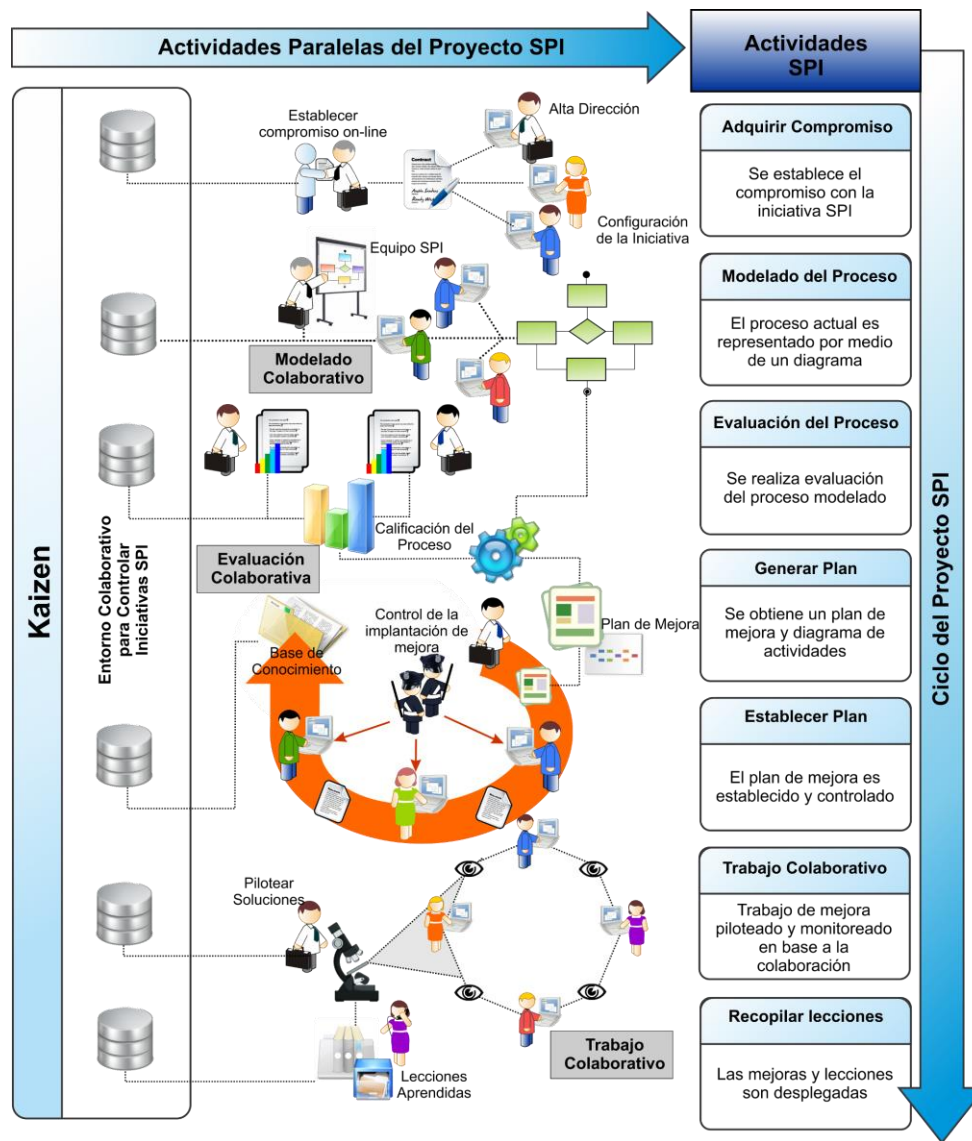 Actividades Paralelas del Proyecto SPI
Actividades
SPI
Kaizen
Entorno Colaborativo
para Controlar
Iniciativas SPI
Ciclo del Proyecto SPI
Establecer
compromiso on-line
Contract
Alta Dirección
Configuración
de la Iniciativa
Adquirir Compromiso
Se establece el
compromiso con la
iniciativa SPI
Equipo SPI
Modelado
Colaborativo
Modelado del Proceso
El proceso actual es
representado por medio
de un diagrama
Evaluación del Proceso
Se realiza evaluación
del proceso modelado
Calificación del
Proceso
Evaluación
Colaborativa
Generar Plan
Se obtiene un plan de
mejora y diagrama de
actividades
Control de la
implantación de
mejora
Plan de Mejora
Base de
Conocimiento
Establecer Plan
El plan de mejora es
establecido y controlado
Pilotear
Soluciones
Trabajo Colaborativo
Trabajo de mejora
piloteado y monitoreado
en base a la
colaboración
Trabajo
Colaborativo
Lecciones
Aprendidas
Recopilar lecciones
Las mejoras y lecciones
son desplegadas